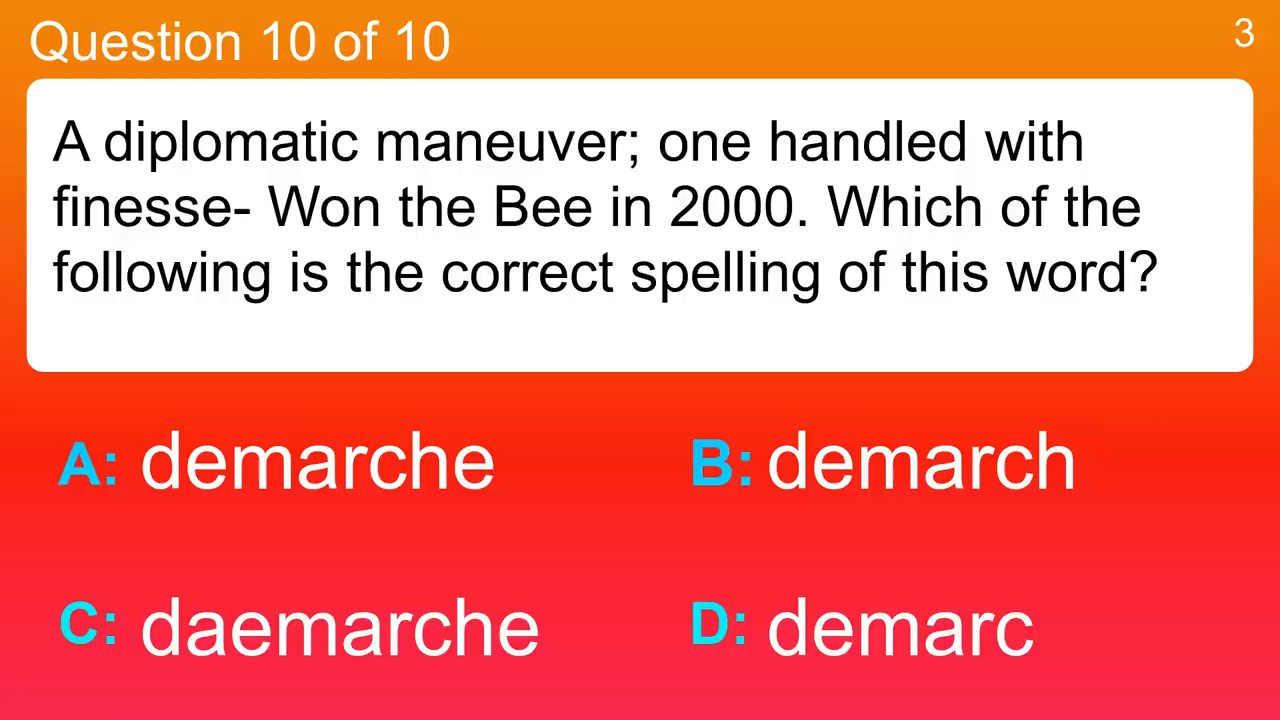 Question 10 of 10
3
A diplomatic maneuver; one handled with
finesse- Won the Bee in 2000. Which of the
following is the correct spelling of this word?
A: demarche
B: demarch
C: daemarche
D: demarc